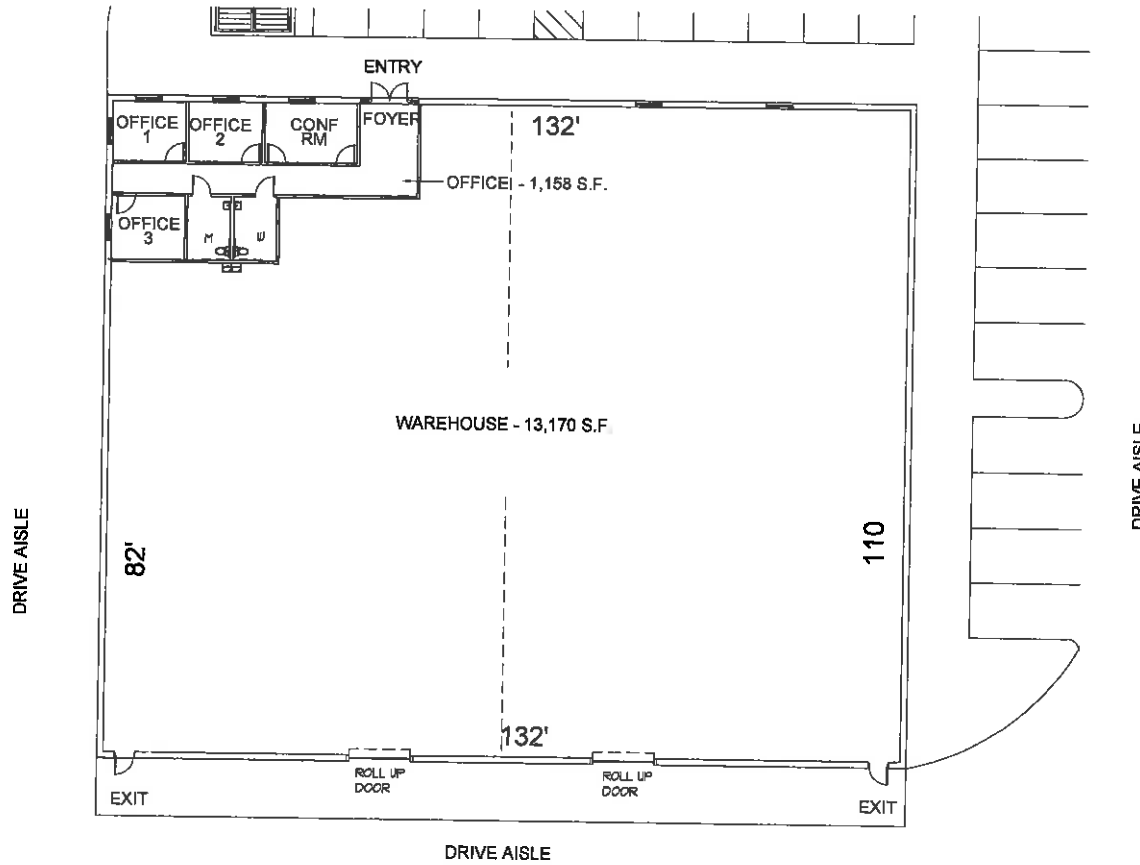 ENTRY
OFFICE
1
OFFICE
2
CONF
RM
FOYER
132'
OFFICE - 1,158 S.F.
OFFICE
3
M
W
WAREHOUSE - 13,170 S.F.
DRIVE AISLE
82'
110
DRIVE AISLE
132'
ROLL UP
DOOR
ROLL UP
DOOR
EXIT
EXIT
DRIVE AISLE